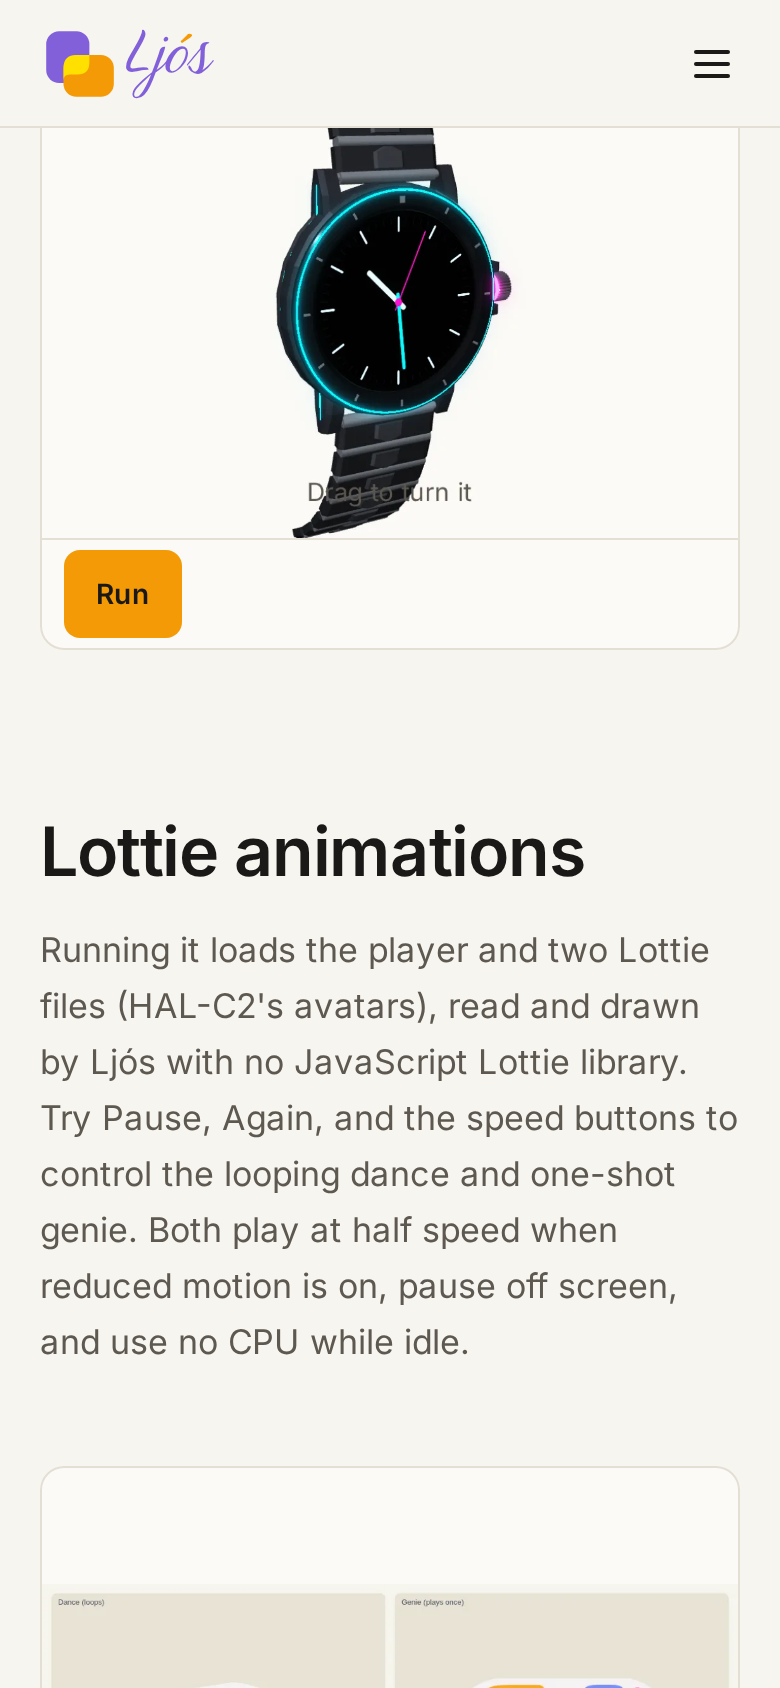 Ljós
Drag to turn it
Run
Lottie animations
Running it loads the player and two Lottie
files (HAL-C2's avatars), read and drawn
by Ljós with no JavaScript Lottie library.
Try Pause, Again, and the speed buttons to
control the looping dance and one-shot
genie. Both play at half speed when
reduced motion is on, pause off screen,
and use no CPU while idle.
Dance (loops)
Genie (plays once)